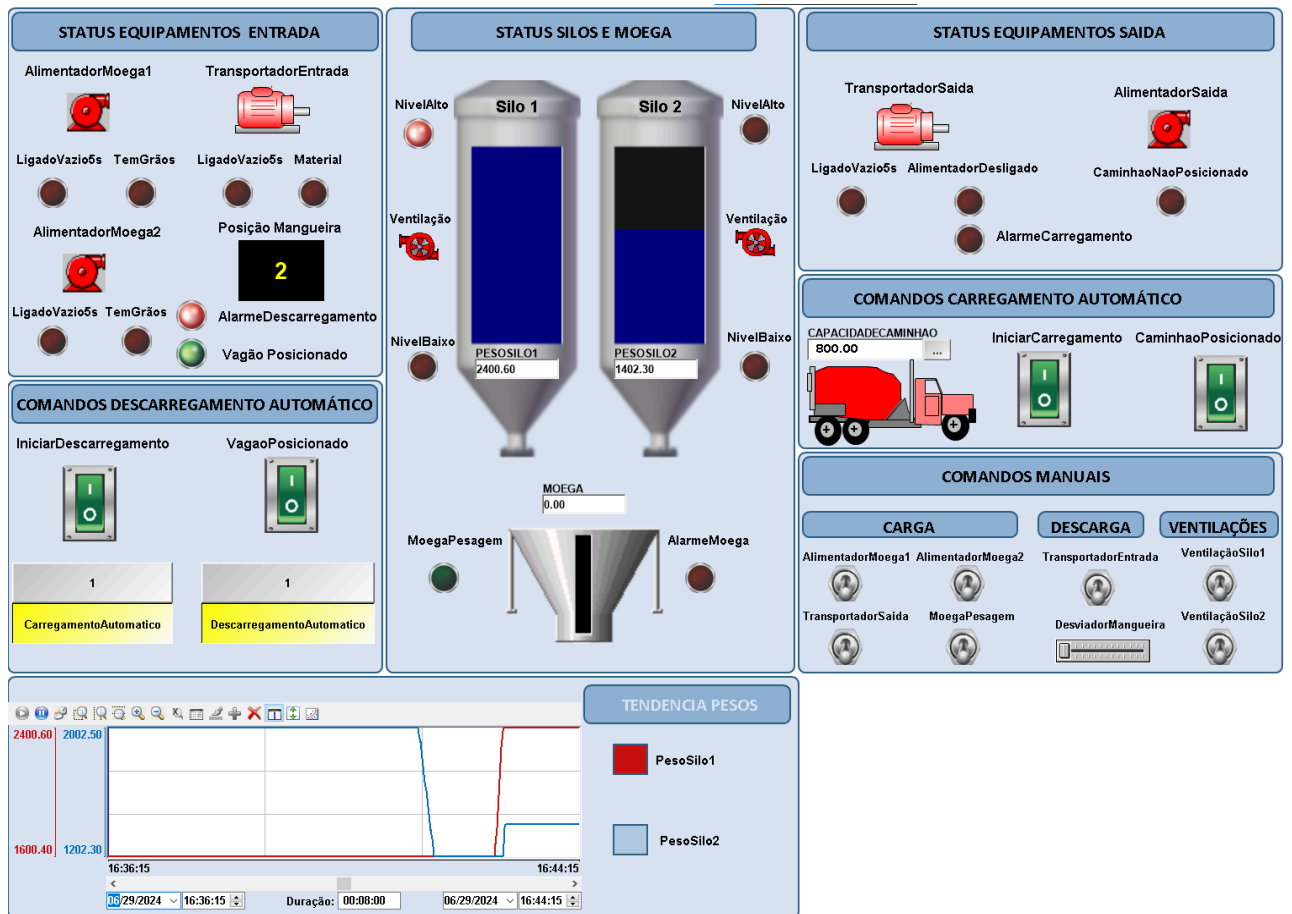 STATUS EQUIPAMENTOS ENTRADA
AlimentadorMoega1
TransportadorEntrada
LigadoVazio5s
TemGrãos
LigadoVazio5s
Material
AlimentadorMoega2
Posição Mangueira
2
LigadoVazio5s
TemGrãos
AlarmeDescarregamento
Vagão Posicionado
COMANDOS DESCARREGAMENTO AUTOMÁTICO
IniciarDescarregamento
VagaoPosicionado
I
O
I
O
1
1
CarregamentoAutomatico
DescarregamentoAutomatico
STATUS SILOS E MOEGA
NivelAlto
Silo 1
Silo 2
NivelAlto
Ventilação
Ventilação
NivelBaixo
NivelBaixo
PESOSILO1
2400.60
PESOSILO2
1402.30
MOEGA
0.00
MoegaPesagem
AlarmeMoega
STATUS EQUIPAMENTOS SAIDA
TransportadorSaida
AlimentadorSaida
LigadoVazio5s
AlimentadorDesligado
CaminhaoNaoPosicionado
AlarmeCarregamento
COMANDOS CARREGAMENTO AUTOMÁTICO
CAPACIDADECAMINHAO
800.00
...
IniciarCarregamento
CaminhaoPosicionado
I
O
I
O
COMANDOS MANUAIS
CARGA
DESCARGA
VENTILAÇÕES
AlimentadorMoega1
AlimentadorMoega2
TransportadorEntrada
VentilaçãoSilo1
TransportadorSaida
MoegaPesagem
DesviadorMangueira
VentilaçãoSilo2
TENDENCIA PESOS
2400.60
2002.50
1600.40
1202.30
16:36:15
16:44:15
06/29/2024
16:36:15
Duração:
00:08:00
06/29/2024
16:44:15
PesoSilo1
PesoSilo2